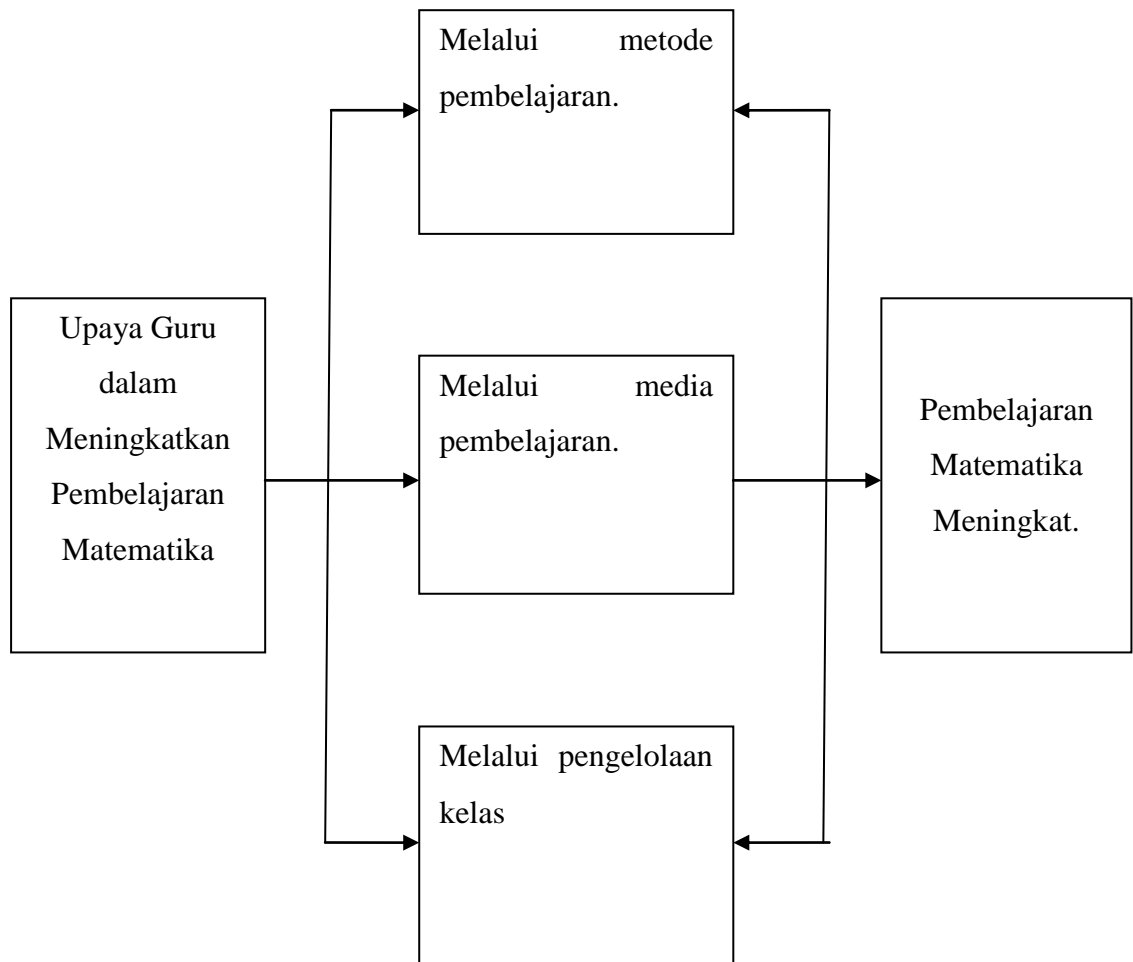 Melalui metode
pembelajaran.
Upaya Guru
dalam
Meningkatkan
Pembelajaran
Matematika
Melalui media
pembelajaran.
Pembelajaran
Matematika
Meningkat.
Melalui pengelolaan
kelas